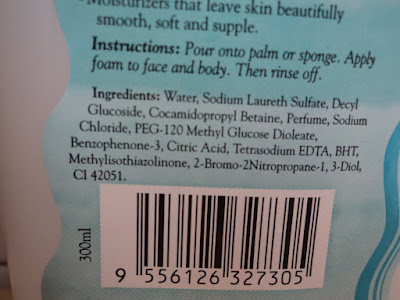 Moisturizers that leave skin beautifully
smooth, soft and supple.
Instructions: Pour onto palm or sponge. Apply
foam to face and body. Then rinse off.
Ingredients: Water, Sodium Laureth Sulfate, Decyl
Glucoside, Cocamidopropyl Betaine, Perfume, Sodium
Chloride, PEG-120 Methyl Glucose Dioleate,
Benzophenone-3, Citric Acid, Tetrasodium EDTA, BHT,
Methylisothiazolinone, 2-Bromo-2Nitropropane-1, 3-Diol,
CI 42051.
300ml
9 556126 327305